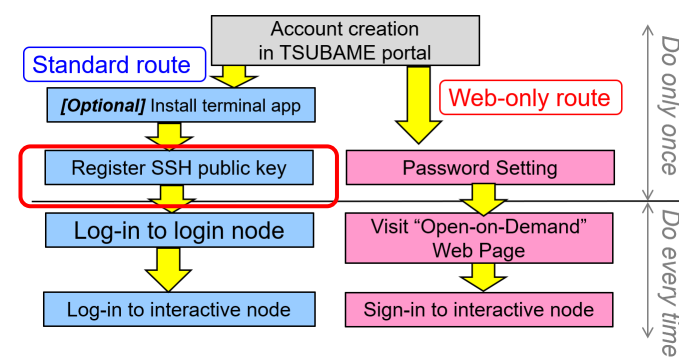 Account creation
in TSUBAME portal
Standard route
Web-only route
[Optional] Install terminal app
Register SSH public key
Password Setting
Log-in to login node
Visit “Open-on-Demand”
Web Page
Log-in to interactive node
Sign-in to interactive node
Do only once
Do every time